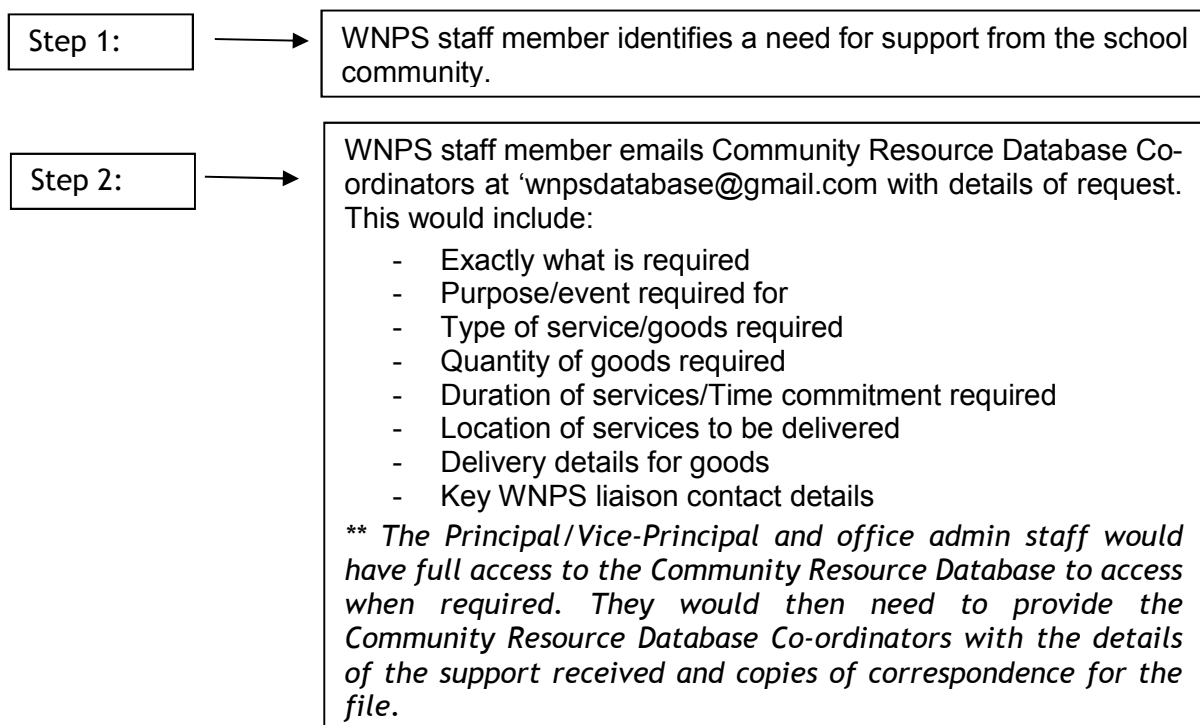 Step 1:
WNPS staff member identifies a need for support from the school
community.
Step 2:
WNPS staff member emails Community Resource Database Co-
ordinators at ‘wnpsdatabase@gmail.com with details of request.
This would include:
- Exactly what is required
- Purpose/event required for
- Type of service/goods required
- Quantity of goods required
- Duration of services/Time commitment required
- Location of services to be delivered
- Delivery details for goods
- Key WNPS liaison contact details
** The Principal/Vice-Principal and office admin staff would
have full access to the Community Resource Database to access
when required. They would then need to provide the
Community Resource Database Co-ordinators with the details
of the support received and copies of correspondence for the
file.